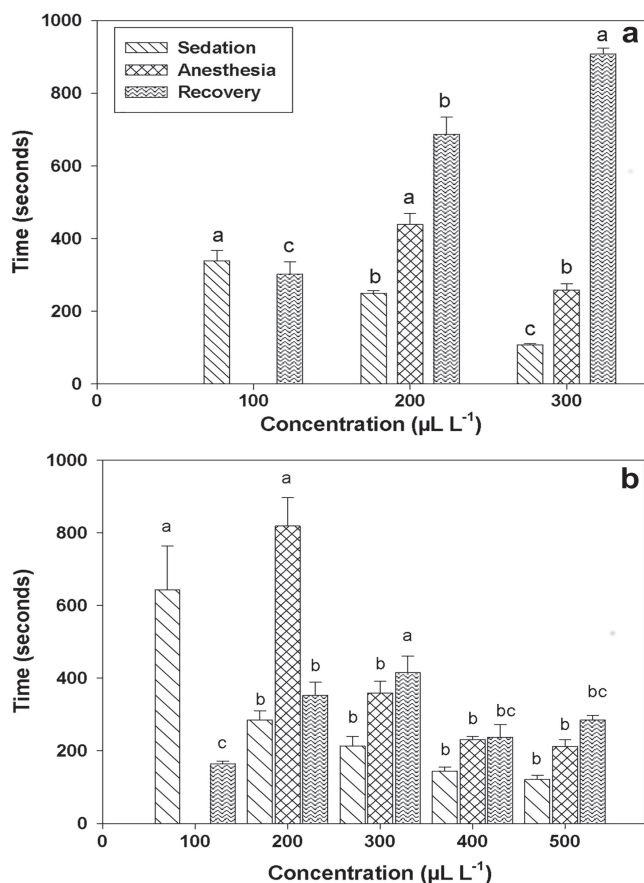 1000
a
Sedation
Anesthesia
Recovery
a
800
b
600
Time (seconds)
a
400
a
c
b
b
200
c
0
0
100
200
300
Concentration (µL L-1)
1000
b
a
a
800
600
Time (seconds)
a
400
b
b
b
b
b
bc
bc
200
c
b
b
b
b
0
0
100
200
300
400
500
Concentration (µL L-1)